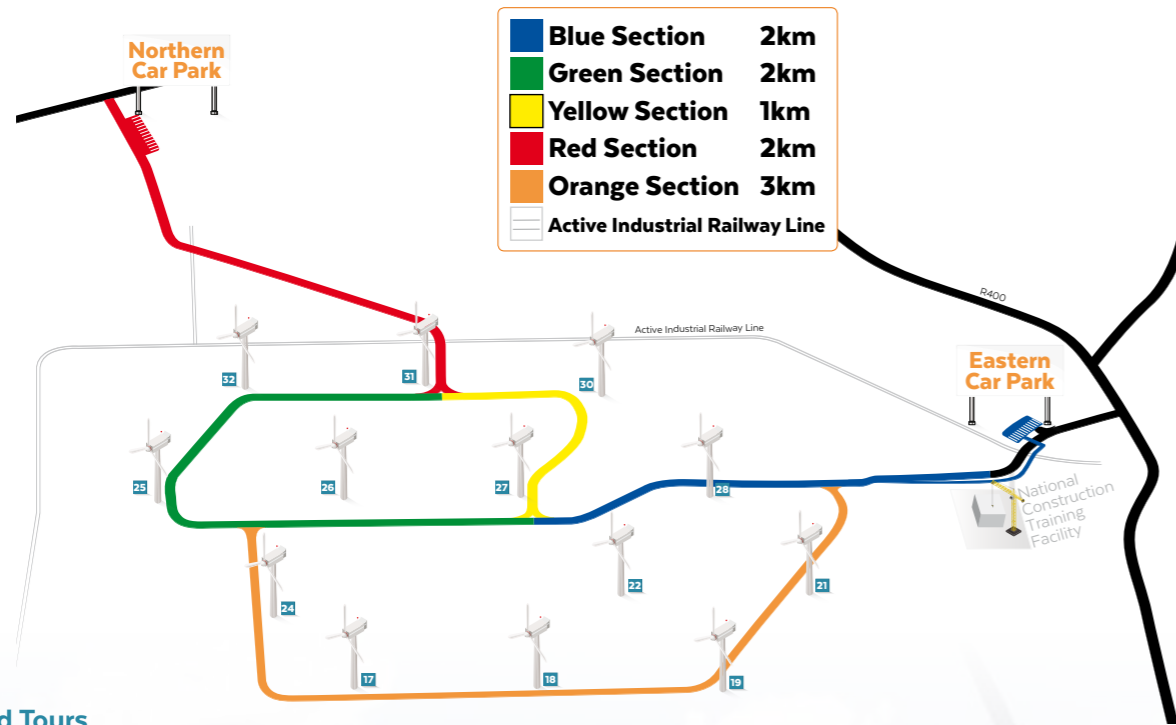 Northern
Car Park
Blue Section 2km
Green Section 2km
Yellow Section 1km
Red Section 2km
Orange Section 3km
Active Industrial Railway Line
R400
Active Industrial Railway Line
Eastern
Car Park
32
31
30
25
26
27
28
National
Construction
Training
Facility
24
22
21
17
18
19
d Tours